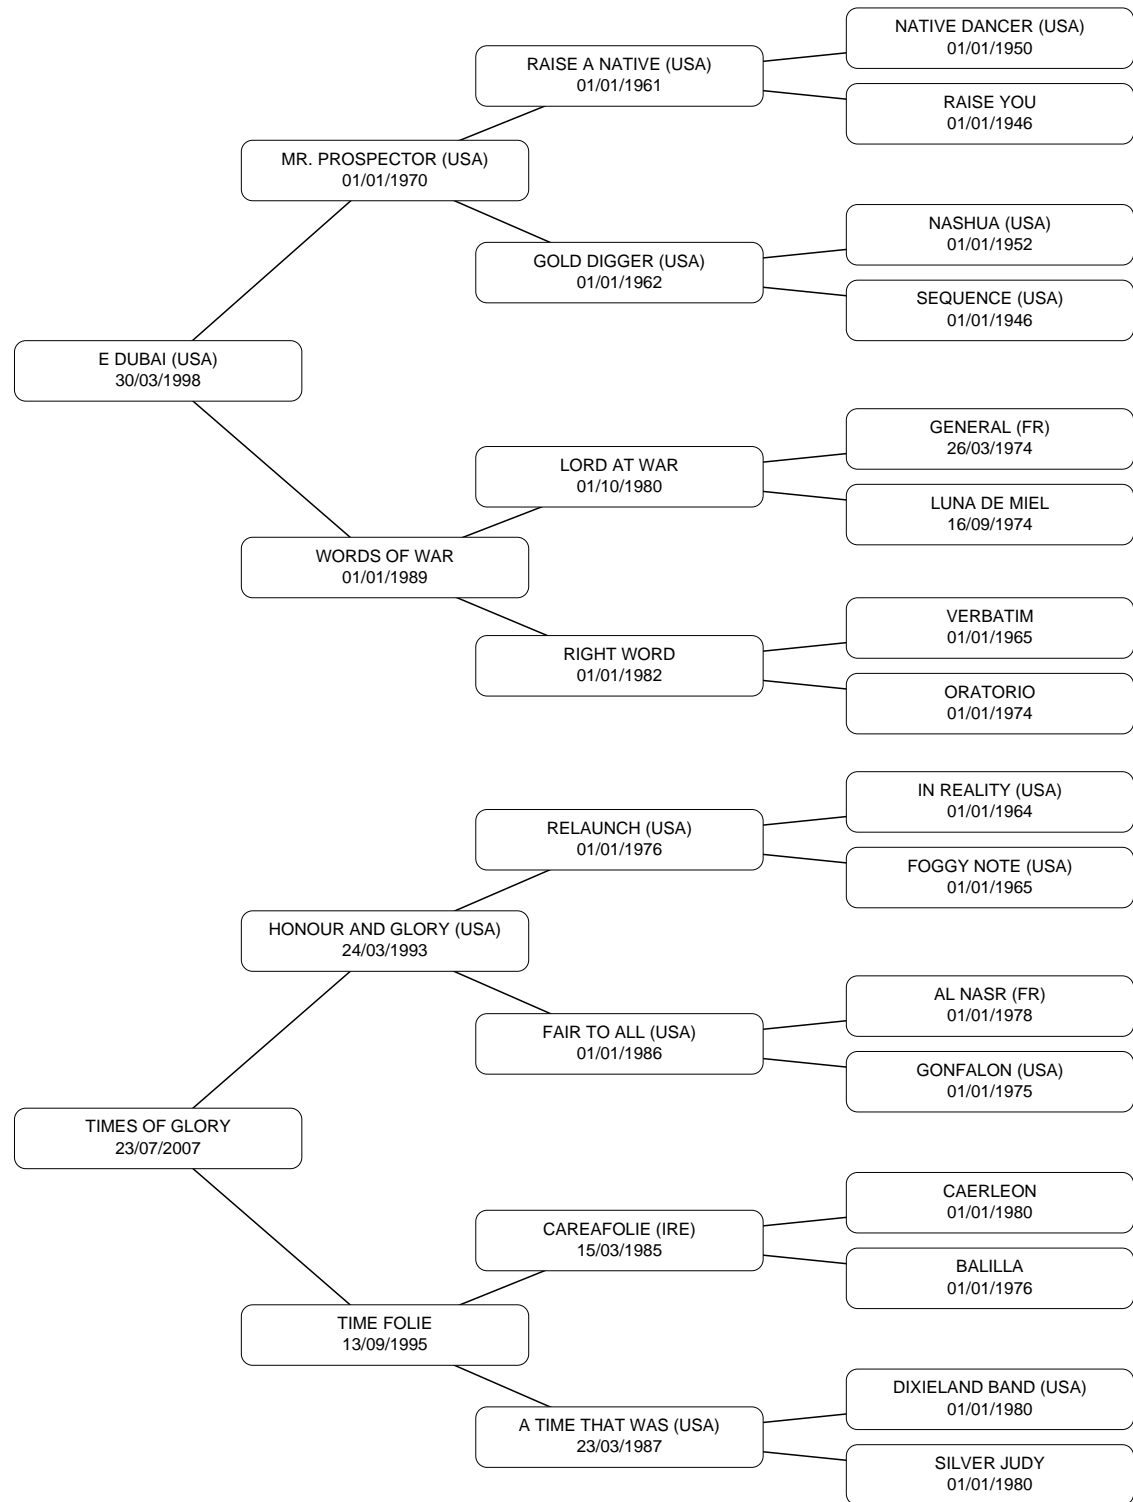 NATIVE DANCER (USA)
01/01/1950
RAISE A NATIVE (USA)
01/01/1961
RAISE YOU
01/01/1946
MR. PROSPECTOR (USA)
01/01/1970
NASHUA (USA)
01/01/1952
GOLD DIGGER (USA)
01/01/1962
SEQUENCE (USA)
01/01/1946
E DUBAI (USA)
30/03/1998
GENERAL (FR)
26/03/1974
LORD AT WAR
01/10/1980
LUNA DE MIEL
16/09/1974
WORDS OF WAR
01/01/1989
VERBATIM
01/01/1965
RIGHT WORD
01/01/1982
ORATORIO
01/01/1974
IN REALITY (USA)
01/01/1964
RELAUNCH (USA)
01/01/1976
FOGGY NOTE (USA)
01/01/1965
HONOUR AND GLORY (USA)
24/03/1993
AL NASR (FR)
01/01/1978
FAIR TO ALL (USA)
01/01/1986
GONFALON (USA)
01/01/1975
TIMES OF GLORY
23/07/2007
CAERLEON
01/01/1980
CAREAFOLIE (IRE)
15/03/1985
BALILLA
01/01/1976
TIME FOLIE
13/09/1995
DIXIELAND BAND (USA)
01/01/1980
A TIME THAT WAS (USA)
23/03/1987
SILVER JUDY
01/01/1980